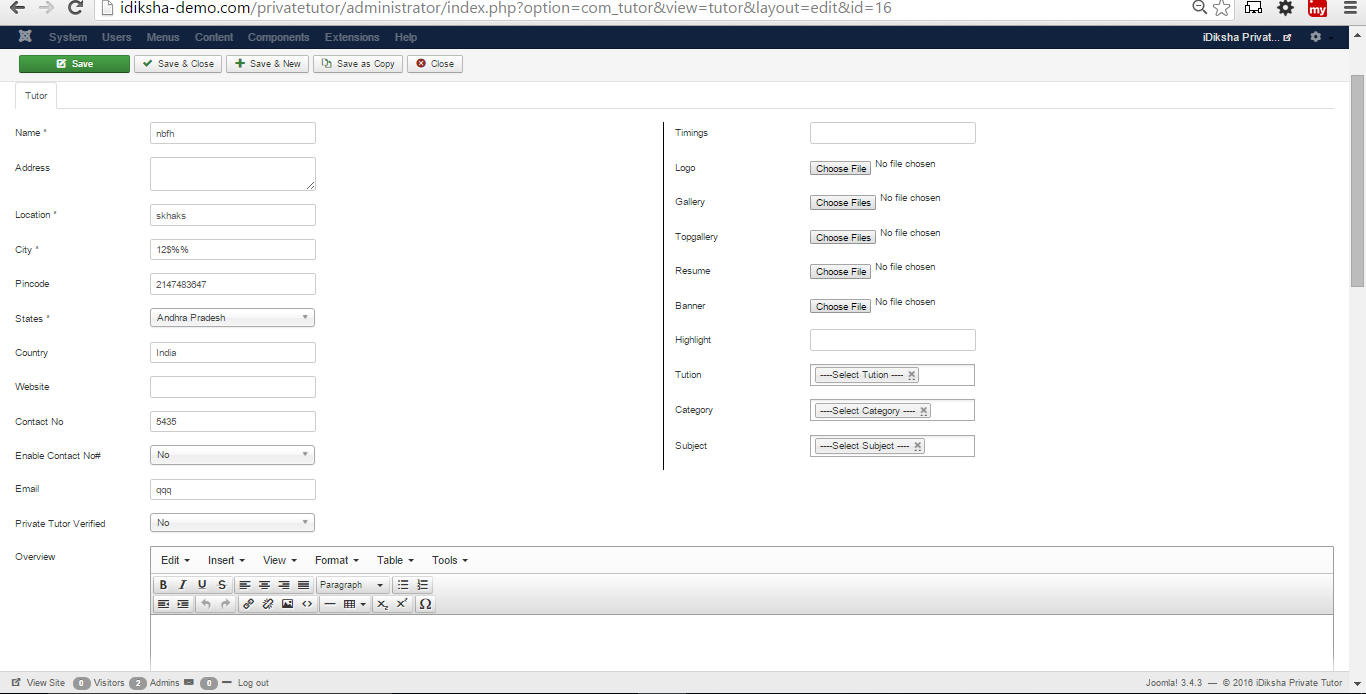 idiksha-demo.com/privatetutor/administrator/index.php?option=com_tutor&view=tutor&layout=edit&id=16
my
System Users Menus Content Components Extensions Help
iDiksha Privat...
Save Save & Close Save & New Save as Copy Close
Tutor
Name * nbfh
Address
Location * skhaks
City * 12$%%
Pincode 2147483647
States * Andhra Pradesh
Country India
Website
Contact No 5435
Enable Contact No# No
Email qqq
Private Tutor Verified No
Timings
Logo Choose File No file chosen
Gallery Choose Files No file chosen
Topgallery Choose Files No file chosen
Resume Choose File No file chosen
Banner Choose File No file chosen
Highlight
Tution ----Select Tution ----
Category ----Select Category ----
Subject ----Select Subject ----
Overview
Edit Insert View Format Table Tools
B I U S Paragraph
Ω
View Site 0 Visitors 2 Admins 0 Log out
Joomla! 3.4.3 — © 2016 iDiksha Private Tutor